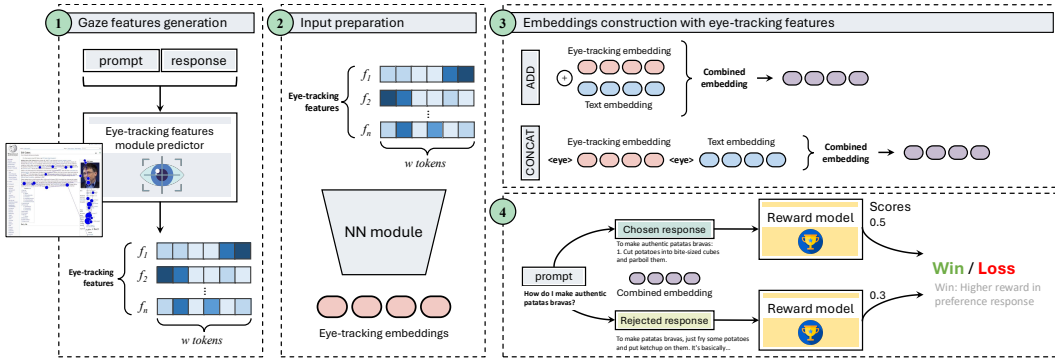 1 Gaze features generation
prompt response
Eye-tracking features
module predictor
Eye-tracking
features
f1
f2
fn
w tokens
2 Input preparation
Eye-tracking
features
f1
f2
fn
w tokens
NN module
Eye-tracking embeddings
3 Embeddings construction with eye-tracking features
ADD
Eye-tracking embedding
+
Text embedding
Combined
embedding
CONCAT
Eye-tracking embedding
Text embedding
<eye> <eye>
Combined
embedding
4
prompt
How do I make authentic
patatas bravas?
Chosen response
To make authentic patatas bravas:
1. Cut potatoes into bite-sized cubes
and parboil them.
Combined embedding
Rejected response
To make patatas bravas, just fry some potatoes
and put ketchup on them. It's basically...
Reward model
Reward model
Scores
0.5
0.3
Win / Loss
Win: Higher reward in
preference response